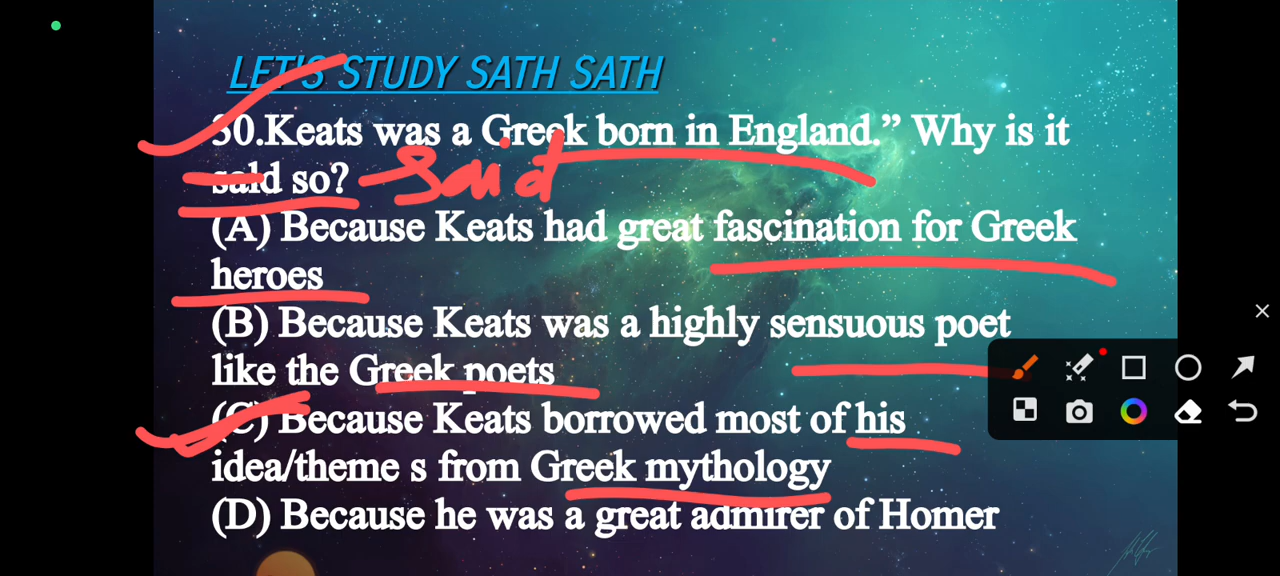 LET'S STUDY SATH SATH
30.Keats was a Greek born in England.” Why is it
said so? said
(A) Because Keats had great fascination for Greek
heroes
(B) Because Keats was a highly sensuous poet
like the Greek poets
(C) Because Keats borrowed most of his
idea/theme s from Greek mythology
(D) Because he was a great admirer of Homer